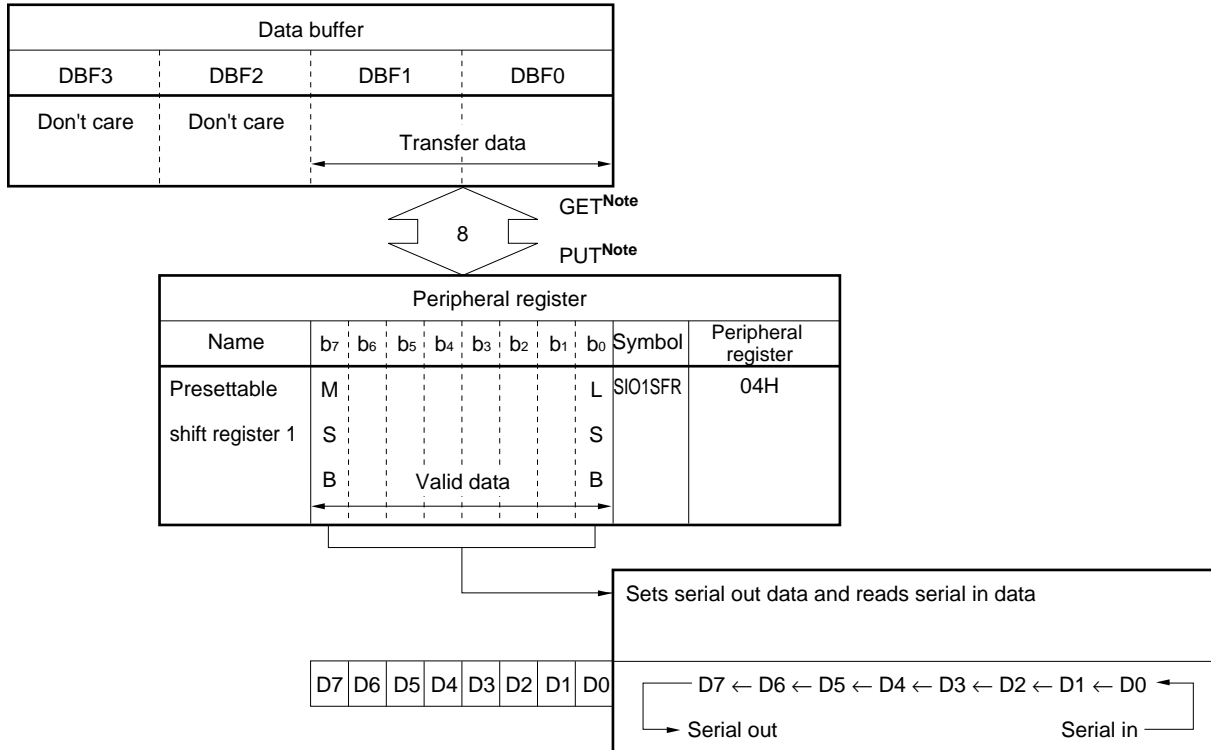 Data buffer
DBF3 DBF2 DBF1 DBF0
Don't care Don't care
Transfer data
GETNote
8
PUTNote
Peripheral register
Name b7 b6 b5 b4 b3 b2 b1 b0 Symbol Peripheral register
Presettable M L SIO1SFR 04H
shift register 1 S S
B Valid data B
Sets serial out data and reads serial in data
D7 D6 D5 D4 D3 D2 D1 D0
D7 ← D6 ← D5 ← D4 ← D3 ← D2 ← D1 ← D0
Serial out Serial in